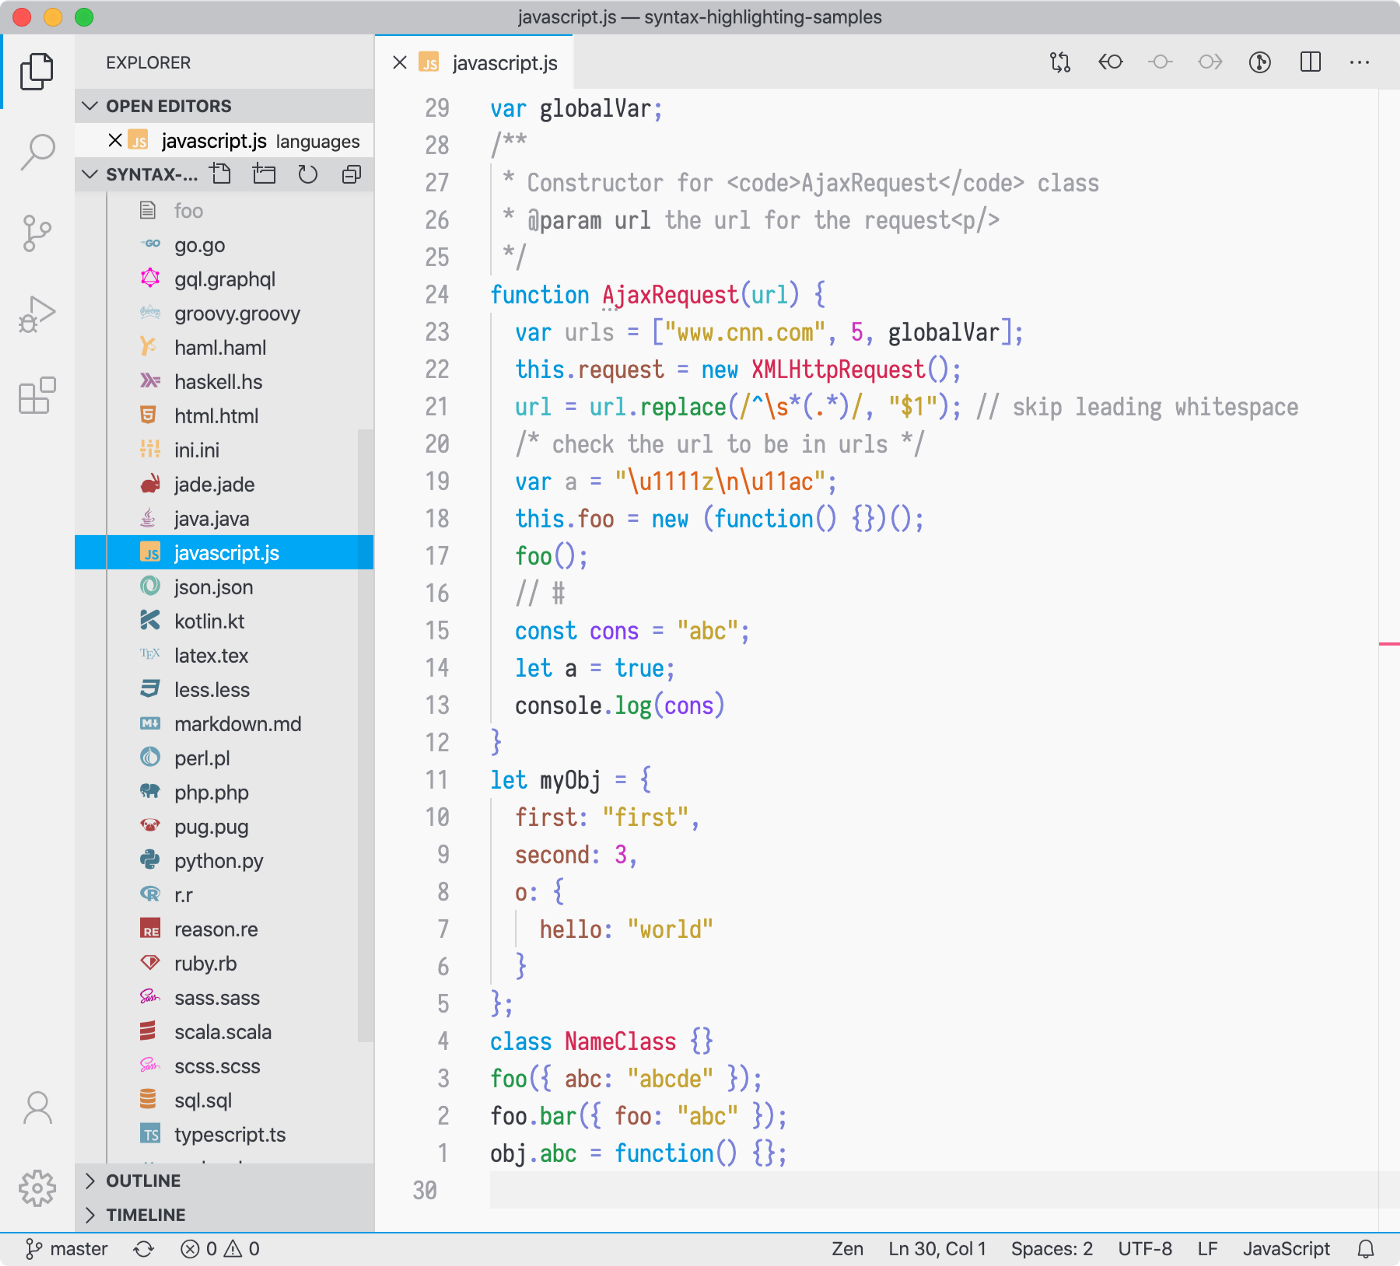 javascript.js — syntax-highlighting-samples
EXPLORER
OPEN EDITORS
JS javascript.js languages
SYNTAX-...
foo
GO go.go
gql.graphql
groovy.groovy
haml.haml
haskell.hs
5 html.html
ini.ini
jade.jade
java.java
JS javascript.js
json.json
kotlin.kt
TEX latex.tex
less.less
M markdown.md
perl.pl
php.php
pug.pug
python.py
R r.r
RE reason.re
ruby.rb
Sass sass.sass
scala.scala
Sass scss.scss
sql.sql
TS typescript.ts
OUTLINE
TIMELINE
JS javascript.js
29 var globalVar;
28 /**
27 * Constructor for <code>AjaxRequest</code> class
26 * @param url the url for the request<p/>
25 */
24 function AjaxRequest(url) {
23 var urls = ["www.cnn.com", 5, globalVar];
22 this.request = new XMLHttpRequest();
21 url = url.replace(/^\s*(.*)/, "$1"); // skip leading whitespace
20 /* check the url to be in urls */
19 var a = "\u1111z\n\u11ac";
18 this.foo = new (function() {})();
17 foo();
16 // #
15 const cons = "abc";
14 let a = true;
13 console.log(cons)
12 }
11 let myObj = {
10 first: "first",
9 second: 3,
8 o: {
7 hello: "world"
6 }
5 };
4 class NameClass {}
3 foo({ abc: "abcde" });
2 foo.bar({ foo: "abc" });
1 obj.abc = function() {};
30
master 0 0 Zen Ln 30, Col 1 Spaces: 2 UTF-8 LF JavaScript